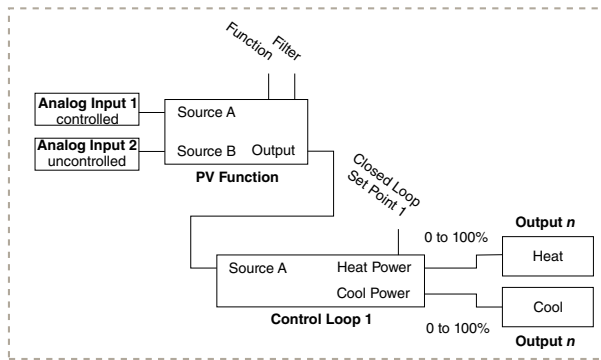 Function
Filter
Analog Input 1
controlled
Source A
Analog Input 2
uncontrolled
Source B
Output
PV Function
Closed Loop
Set Point 1
0 to 100%
Output n
Heat
Source A
Heat Power
Cool Power
Cool
Control Loop 1
0 to 100%
Output n